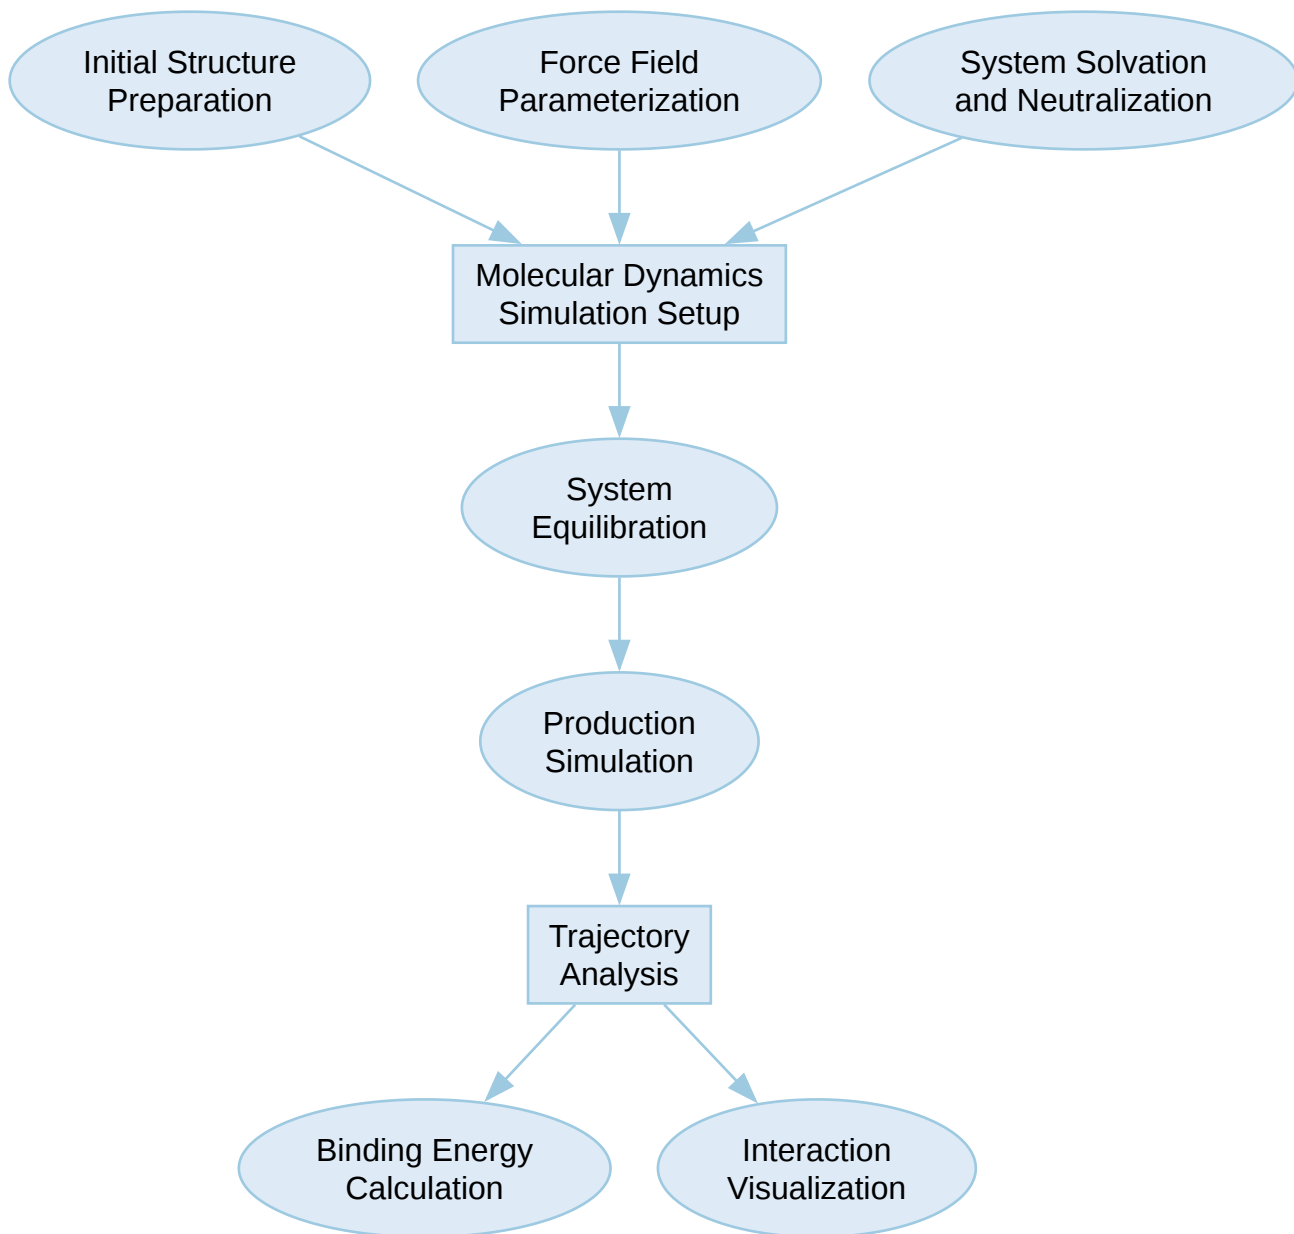 Initial Structure
Preparation
Force Field
Parameterization
System Solvation
and Neutralization
Molecular Dynamics
Simulation Setup
System
Equilibration
Production
Simulation
Trajectory
Analysis
Binding Energy
Calculation
Interaction
Visualization